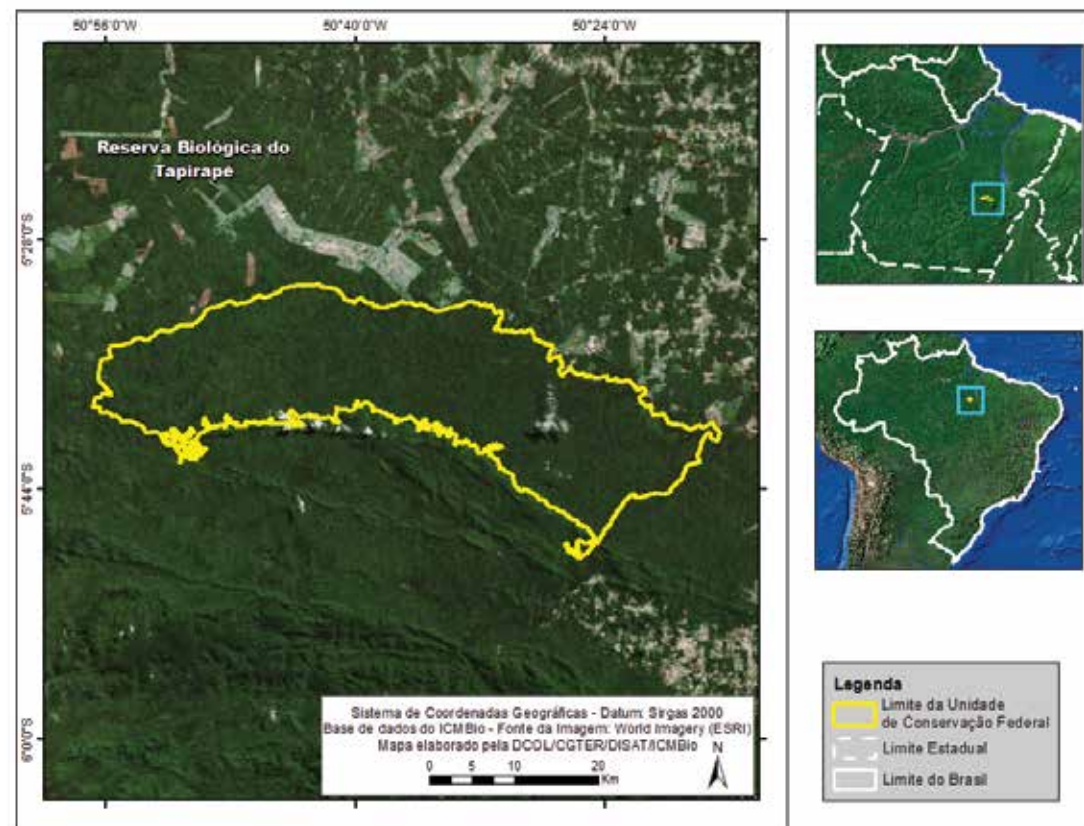 50°56'0"W
50°40'0"W
50°24'0"W
Reserva Biológica do
Tapirapé
5°28'0"S
5°44'0"S
6°0'0"S
Sistema de Coordenadas Geográficas - Datum: Sirgas 2000
Base de dados do ICMBio - Fonte da Imagem: World Imagery (ESRI)
Mapa elaborado pela DCOL/CGTER/DISAT/ICMBio
N
0 5 10 20
Km
Legenda
Limite da Unidade
de Conservação Federal
Limite Estadual
Limite do Brasil